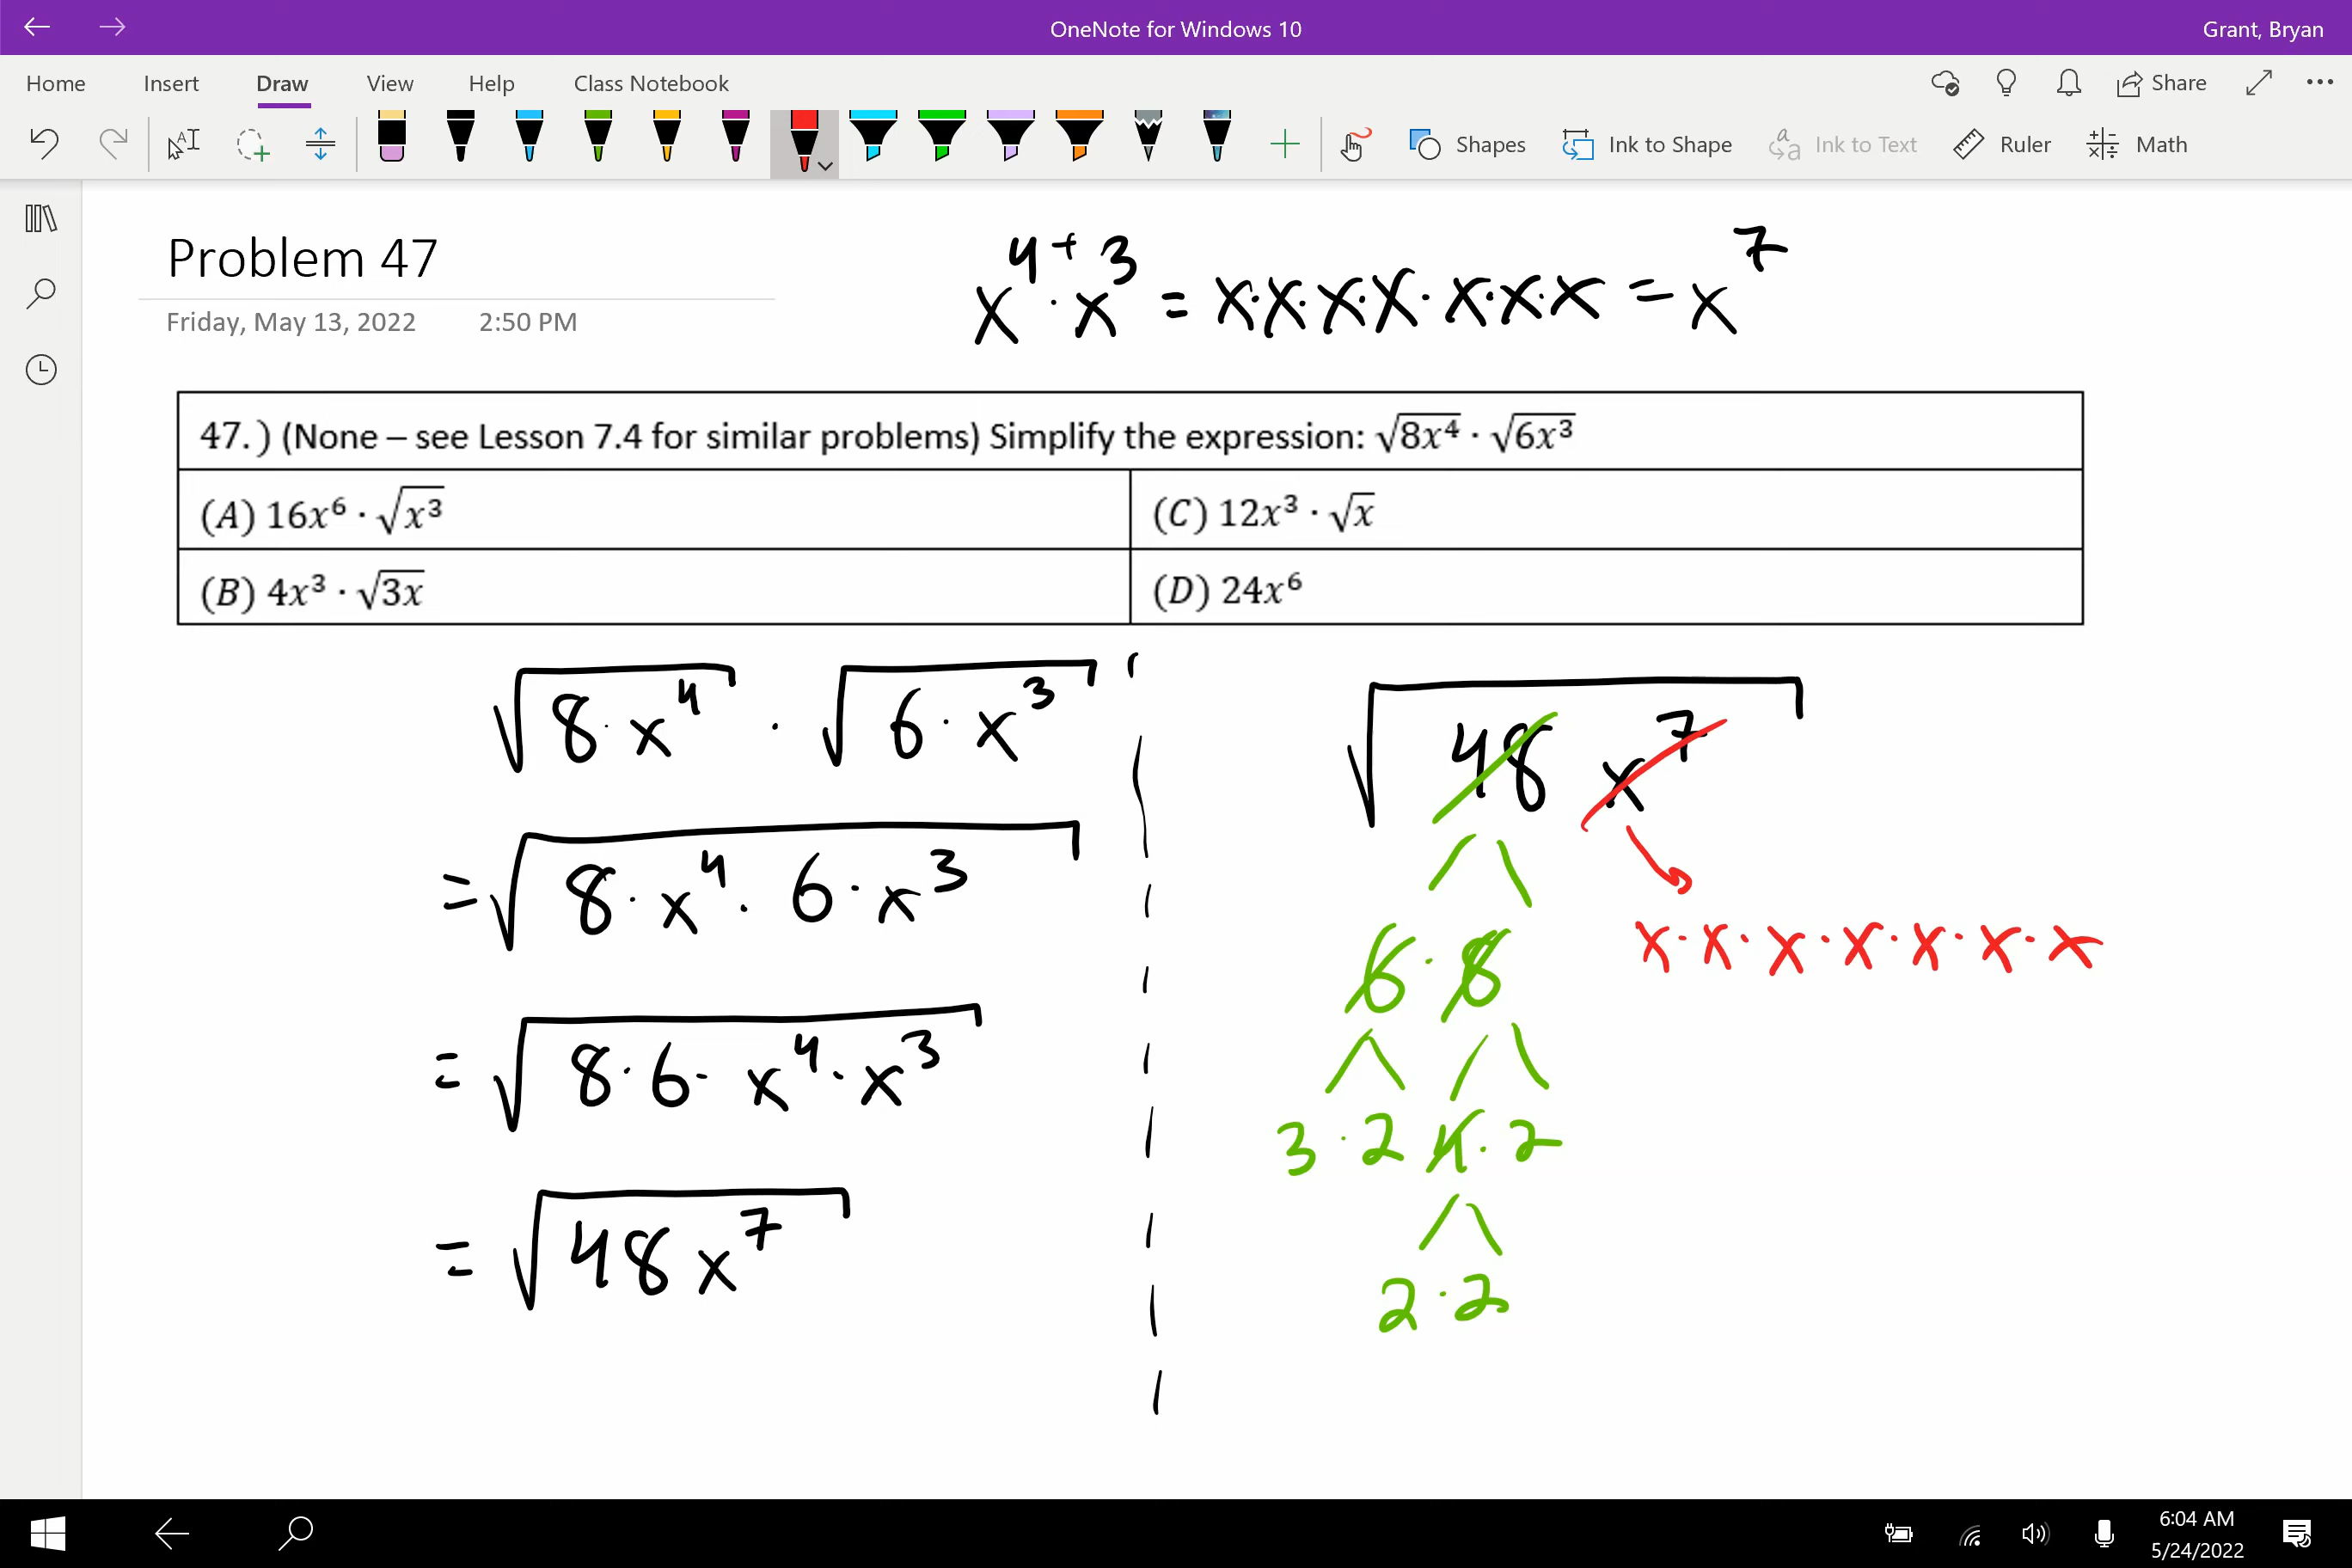 OneNote for Windows 10
Grant, Bryan
Home Insert Draw View Help Class Notebook Share
Shapes Ink to Shape Ink to Text Ruler Math
Problem 47
Friday, May 13, 2022 2:50 PM
x⁴ ⁺ · x³ = x·x·x·x·x·x·x = x⁷
47.) (None – see Lesson 7.4 for similar problems) Simplify the expression: √(8x⁴) · √(6x³)
(A) 16x⁶ · √(x³)
(C) 12x³ · √x
(B) 4x³ · √(3x)
(D) 24x⁶
√(8·x⁴) · √(6·x³)
= √(8·x⁴·6·x³)
= √(8·6·x⁴·x³)
= √(48x⁷)
√(48 x⁷)
x·x·x·x·x·x·x
6·8
3·2 4·2
2·2
6:04 AM
5/24/2022